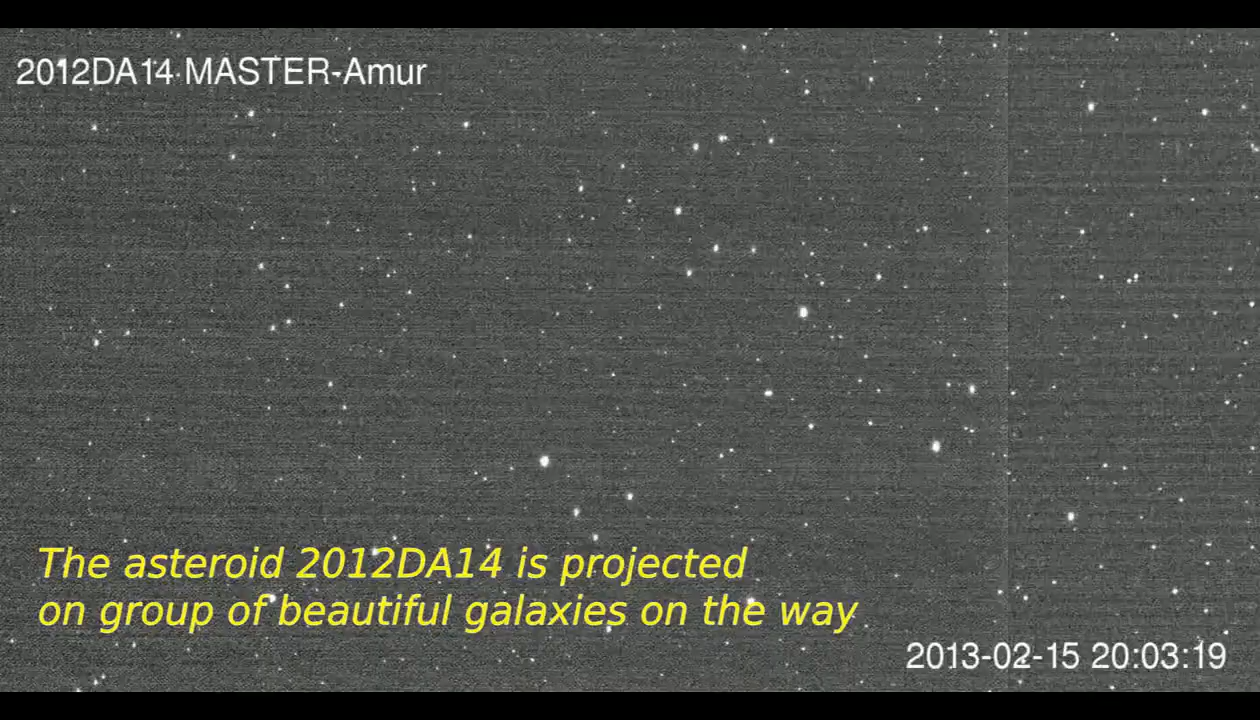 2012DA14 MASTER-Amur
The asteroid 2012DA14 is projected
on group of beautiful galaxies on the way
2013-02-15 20:03:19